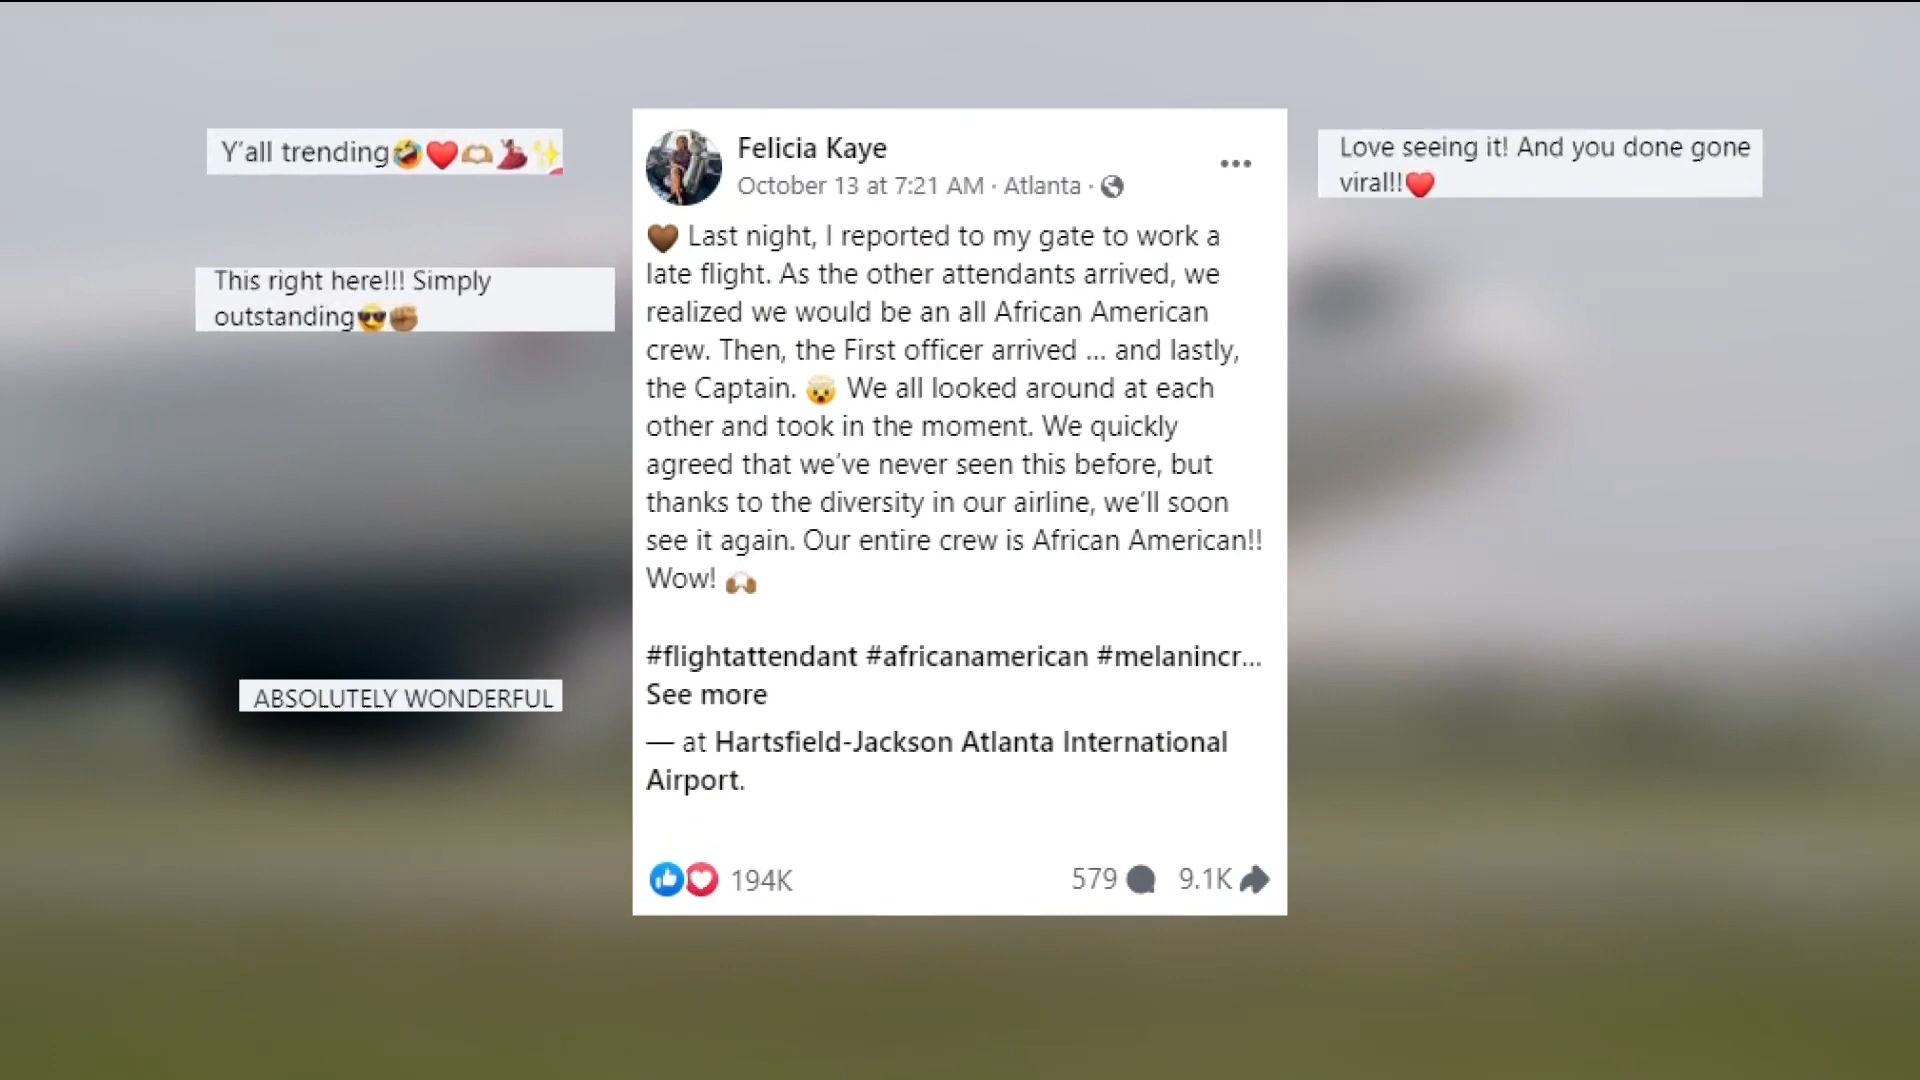 Y'all trending🤣❤️🫶🏽💃🏾✨
This right here!!! Simply
outstanding😎✊🏾
ABSOLUTELY WONDERFUL
Felicia Kaye
October 13 at 7:21 AM · Atlanta ·
🤎 Last night, I reported to my gate to work a
late flight. As the other attendants arrived, we
realized we would be an all African American
crew. Then, the First officer arrived ... and lastly,
the Captain. 🤯 We all looked around at each
other and took in the moment. We quickly
agreed that we've never seen this before, but
thanks to the diversity in our airline, we'll soon
see it again. Our entire crew is African American!!
Wow! 🙌🏽
#flightattendant #africanamerican #melanincr...
See more
— at Hartsfield-Jackson Atlanta International
Airport.
194K 579 9.1K
Love seeing it! And you done gone
viral!!❤️